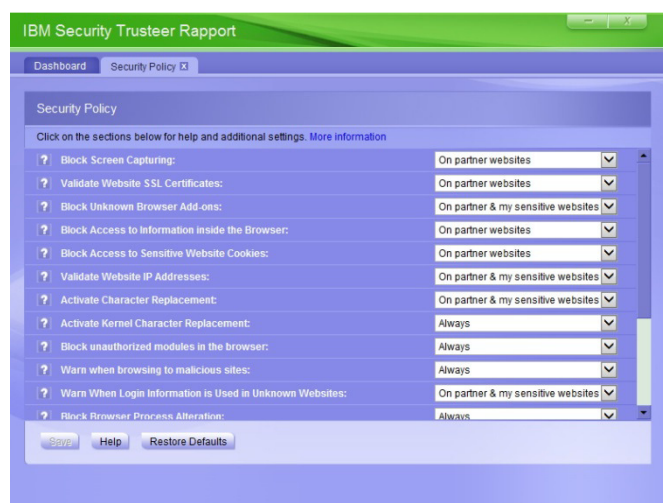 IBM Security Trusteer Rapport
Dashboard Security Policy
Security Policy
Click on the sections below for help and additional settings. More information
? Block Screen Capturing: On partner websites
? Validate Website SSL Certificates: On partner websites
? Block Unknown Browser Add-ons: On partner & my sensitive websites
? Block Access to Information inside the Browser: On partner websites
? Block Access to Sensitive Website Cookies: On partner websites
? Validate Website IP Addresses: On partner & my sensitive websites
? Activate Character Replacement: On partner & my sensitive websites
? Activate Kernel Character Replacement: Always
? Block unauthorized modules in the browser: Always
? Warn when browsing to malicious sites: Always
? Warn When Login Information is Used in Unknown Websites: On partner & my sensitive websites
? Block Browser Process Alteration: Always
Save Help Restore Defaults